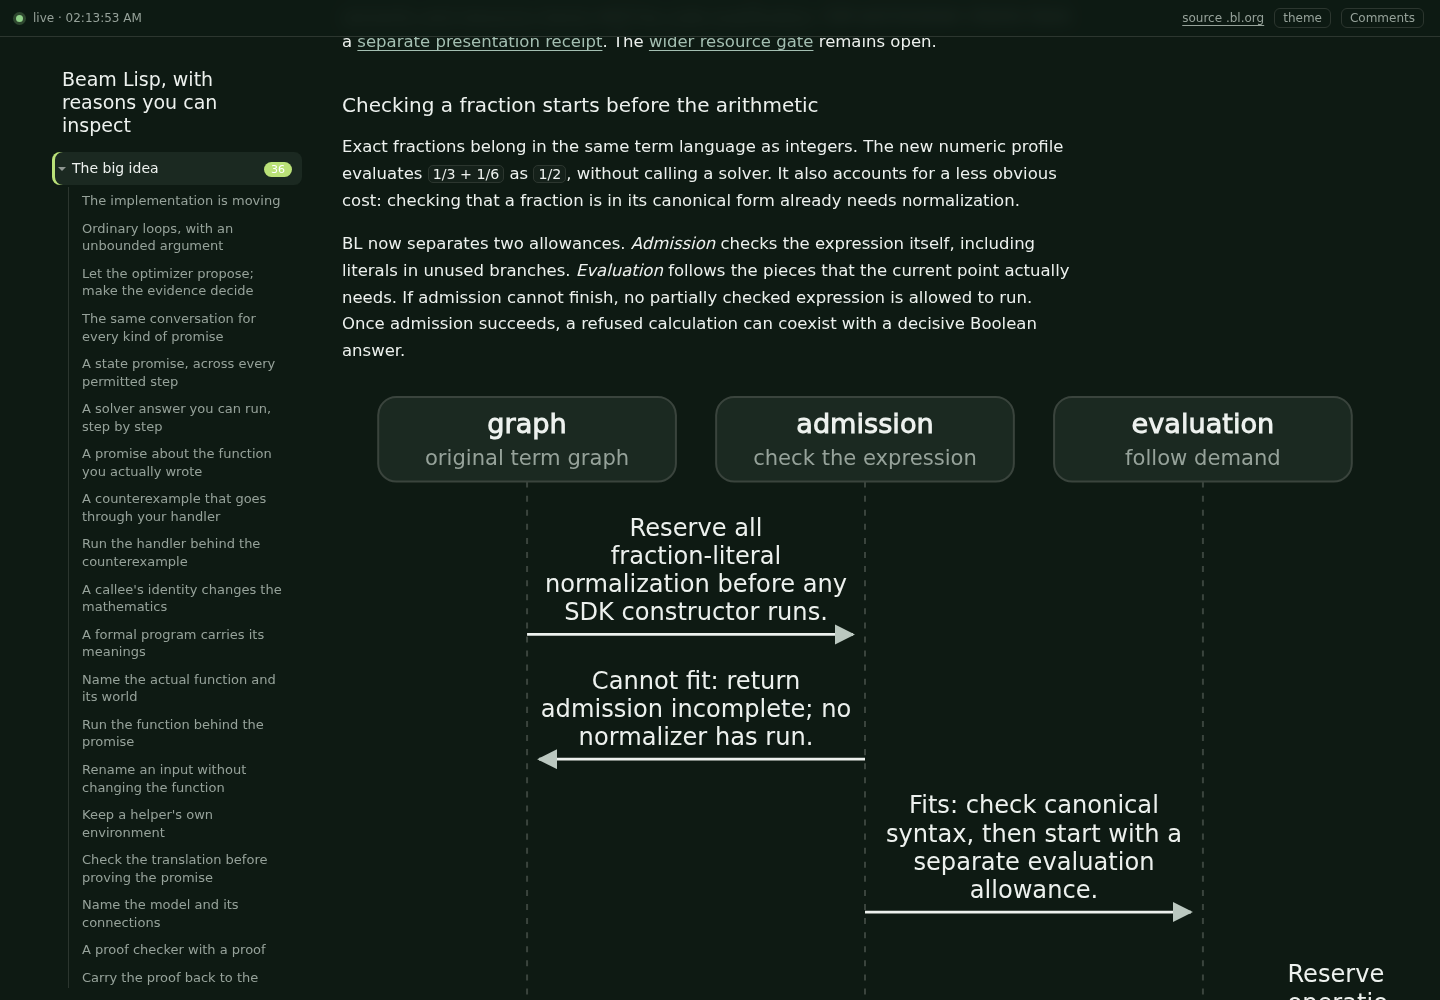 live · 02:13:53 AM
source .bl.org
theme
Comments
Beam Lisp, with
reasons you can
inspect
The big idea
36
The implementation is moving
Ordinary loops, with an
unbounded argument
Let the optimizer propose;
make the evidence decide
The same conversation for
every kind of promise
A state promise, across every
permitted step
A solver answer you can run,
step by step
A promise about the function
you actually wrote
A counterexample that goes
through your handler
Run the handler behind the
counterexample
A callee's identity changes the
mathematics
A formal program carries its
meanings
Name the actual function and
its world
Run the function behind the
promise
Rename an input without
changing the function
Keep a helper's own
environment
Check the translation before
proving the promise
Name the model and its
connections
A proof checker with a proof
Carry the proof back to the
a separate presentation receipt. The wider resource gate remains open.
Checking a fraction starts before the arithmetic
Exact fractions belong in the same term language as integers. The new numeric profile
evaluates 1/3 + 1/6 as 1/2, without calling a solver. It also accounts for a less obvious
cost: checking that a fraction is in its canonical form already needs normalization.
BL now separates two allowances. Admission checks the expression itself, including
literals in unused branches. Evaluation follows the pieces that the current point actually
needs. If admission cannot finish, no partially checked expression is allowed to run.
Once admission succeeds, a refused calculation can coexist with a decisive Boolean
answer.
graph
original term graph
admission
check the expression
evaluation
follow demand
Reserve all
fraction-literal
normalization before any
SDK constructor runs.
Cannot fit: return
admission incomplete; no
normalizer has run.
Fits: check canonical
syntax, then start with a
separate evaluation
allowance.
Reserve